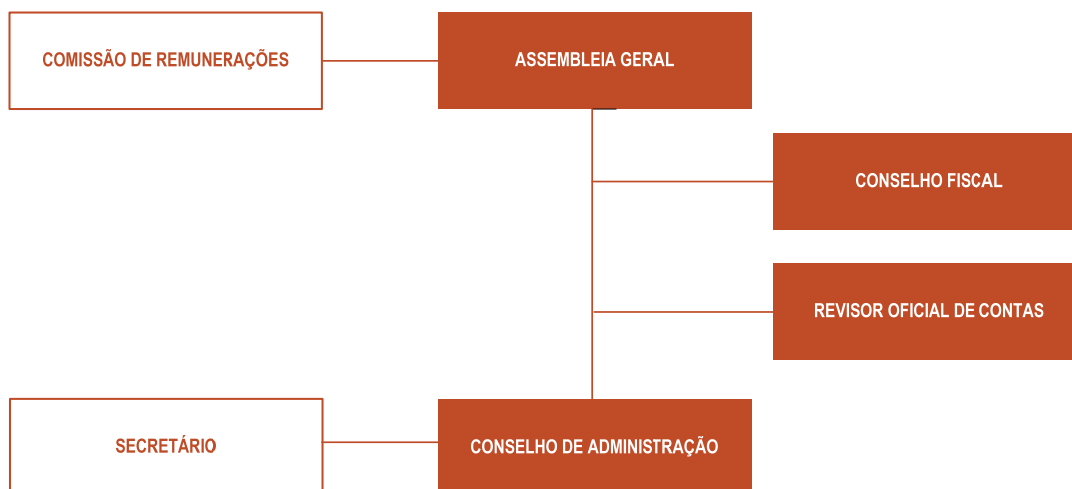 COMISSÃO DE REMUNERAÇÕES
ASSEMBLEIA GERAL
CONSELHO FISCAL
REVISOR OFICIAL DE CONTAS
SECRETÁRIO
CONSELHO DE ADMINISTRAÇÃO